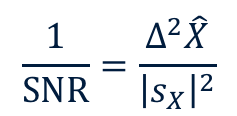 1/SNR = Δ²X̂/|s_X|²